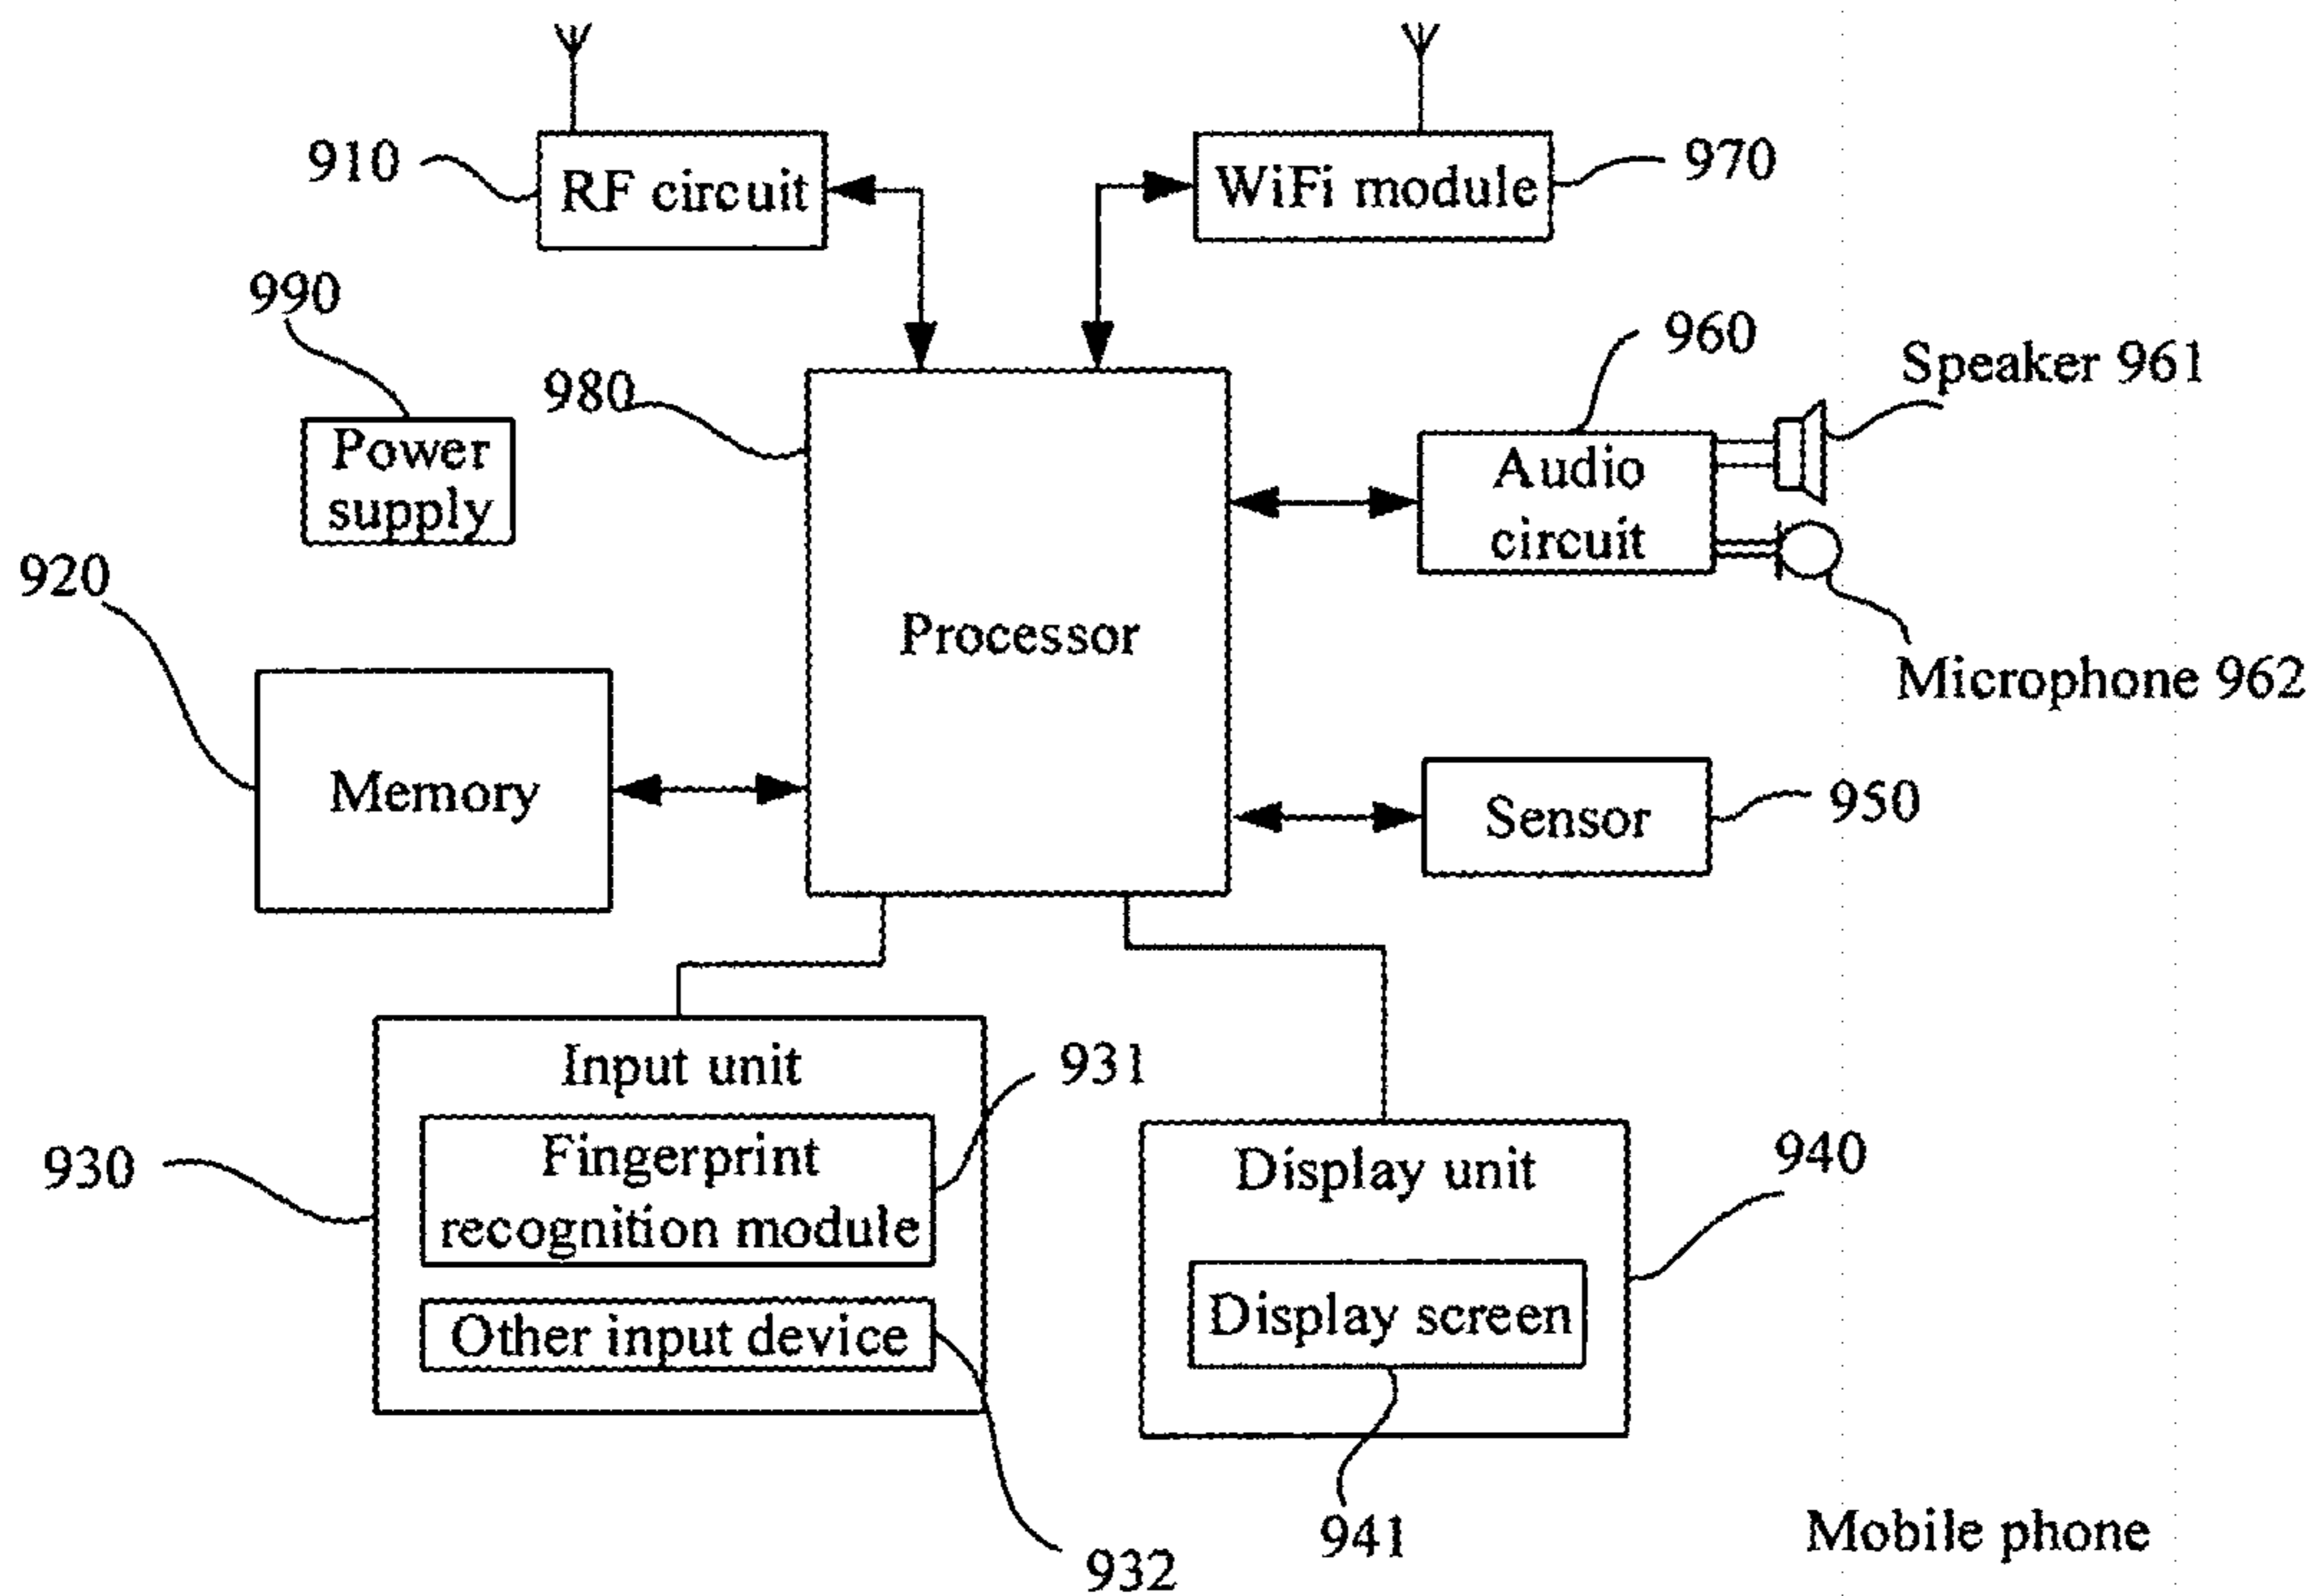 910
RF circuit
WiFi module
970
990
980
960
Speaker 961
Power
supply
Audio
circuit
920
Processor
Microphone 962
Memory
Sensor
950
Input unit
931
930
Fingerprint
recognition module
Display unit
940
Other input device
Display screen
941
932
Mobile phone